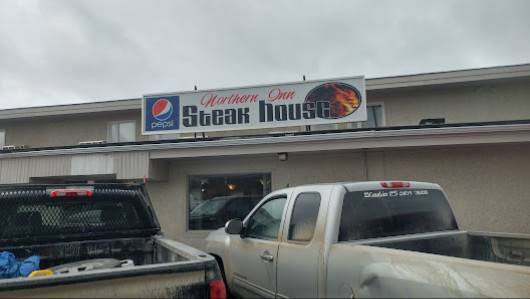 Northern Inn
pepsi
Steak House